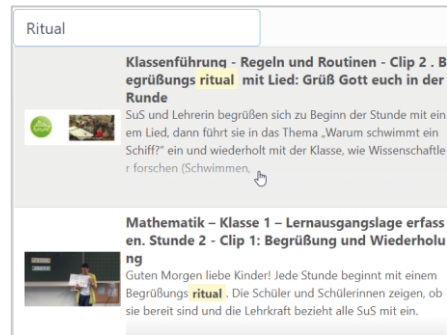 Ritual
Klassenführung - Regeln und Routinen - Clip 2 . B
egrüßungs ritual mit Lied: Grüß Gott euch in der
Runde
SuS und Lehrerin begrüßen sich zu Beginn der Stunde mit ein
em Lied, dann führt sie in das Thema „Warum schwimmt ein
Schiff?" ein und wiederholt mit der Klasse, wie Wissenschaftle
r forschen (Schwimmen,
Mathematik – Klasse 1 – Lernausgangslage erfass
en. Stunde 2 - Clip 1: Begrüßung und Wiederholu
ng
Guten Morgen liebe Kinder! Jede Stunde beginnt mit einem
Begrüßungs ritual . Die Schüler und Schülerinnen zeigen, ob
sie bereit sind und die Lehrkraft bezieht alle SuS mit ein.